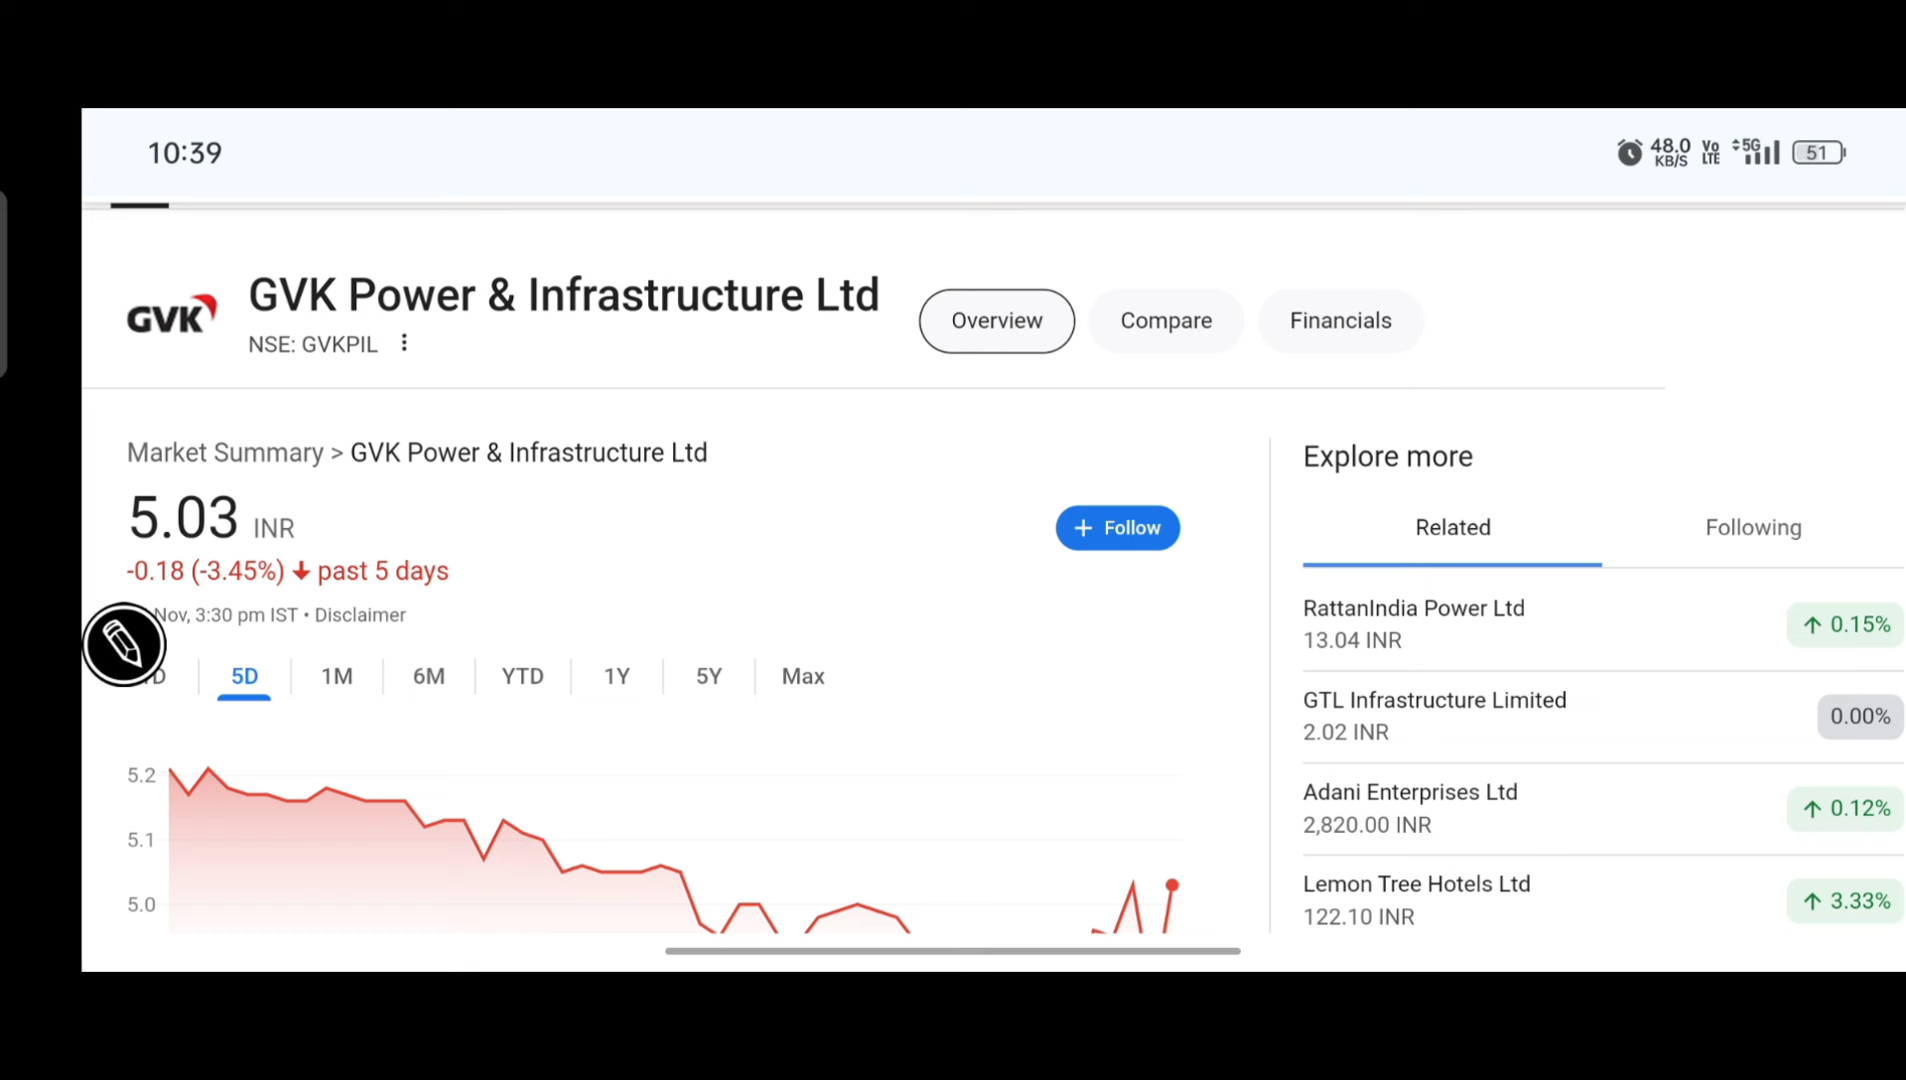 10:39
48.0 KB/S Vo LTE 5G 51
GVK
GVK Power & Infrastructure Ltd
NSE: GVKPIL
Overview
Compare
Financials
Market Summary > GVK Power & Infrastructure Ltd
5.03 INR
-0.18 (-3.45%) ↓ past 5 days
Nov, 3:30 pm IST • Disclaimer
+ Follow
D
5D
1M
6M
YTD
1Y
5Y
Max
5.2
5.1
5.0
Explore more
Related
Following
RattanIndia Power Ltd
13.04 INR
↑ 0.15%
GTL Infrastructure Limited
2.02 INR
0.00%
Adani Enterprises Ltd
2,820.00 INR
↑ 0.12%
Lemon Tree Hotels Ltd
122.10 INR
↑ 3.33%